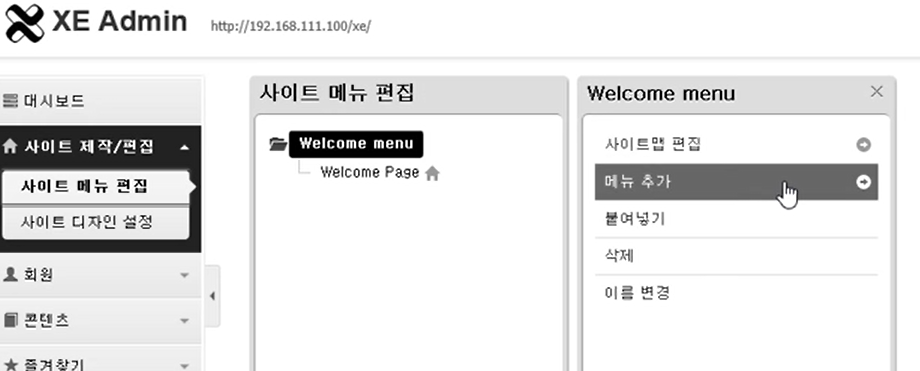 XE Admin http://192.168.111.100/xe/
대시보드
사이트 제작/편집
사이트 메뉴 편집
사이트 디자인 설정
회원
콘텐츠
즐겨찾기
사이트 메뉴 편집
Welcome menu
Welcome Page
Welcome menu
사이트맵 편집
메뉴 추가
붙여넣기
삭제
이름 변경